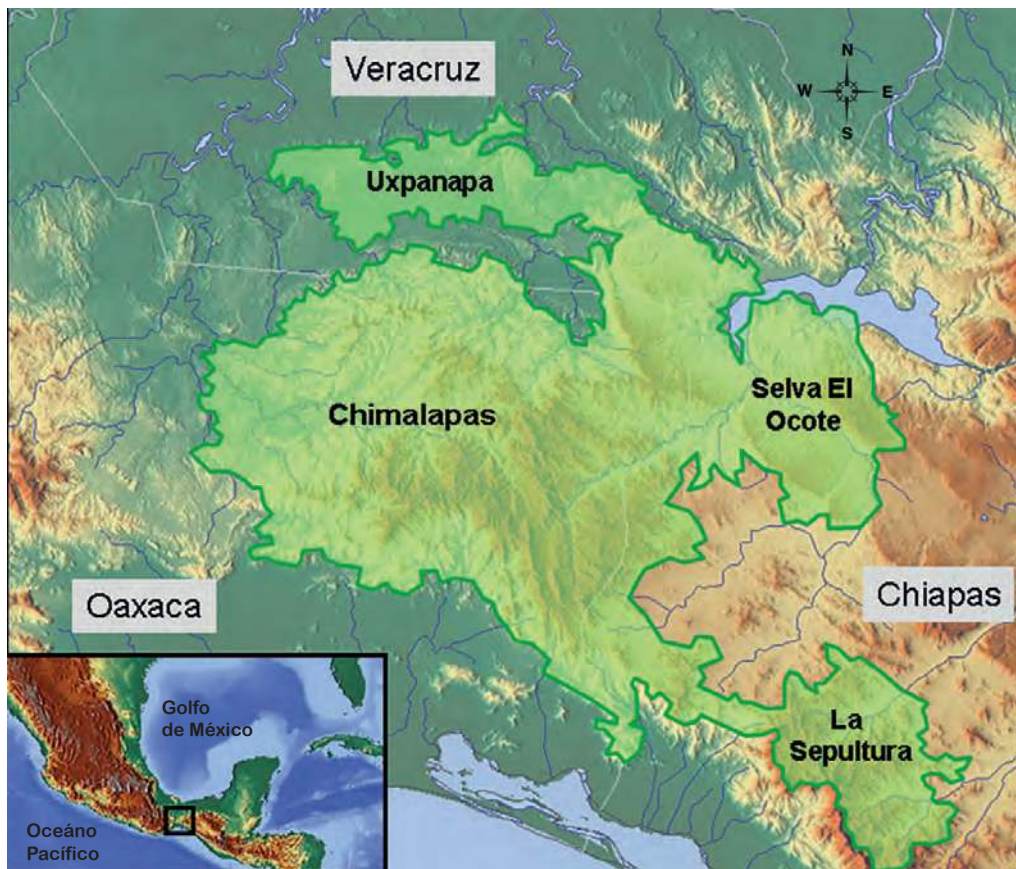 Veracruz
N
W
E
S
Uxpanapa
Chimalapas
Selva El
Ocote
Oaxaca
Chiapas
La
Sepultura
Golfo
de México
Oceáno
Pacífico